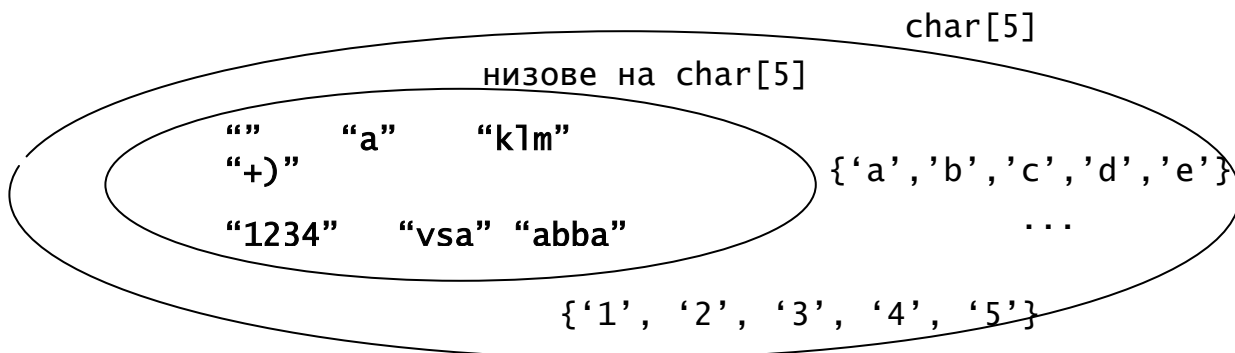 char[5]
низове на char[5]
“” “a” “klm”
“+)”
{‘a’,’b’,’c’,’d’,’e’}
“1234” “vsa” “abba”
...
{‘1’, ‘2’, ‘3’, ‘4’, ‘5’}